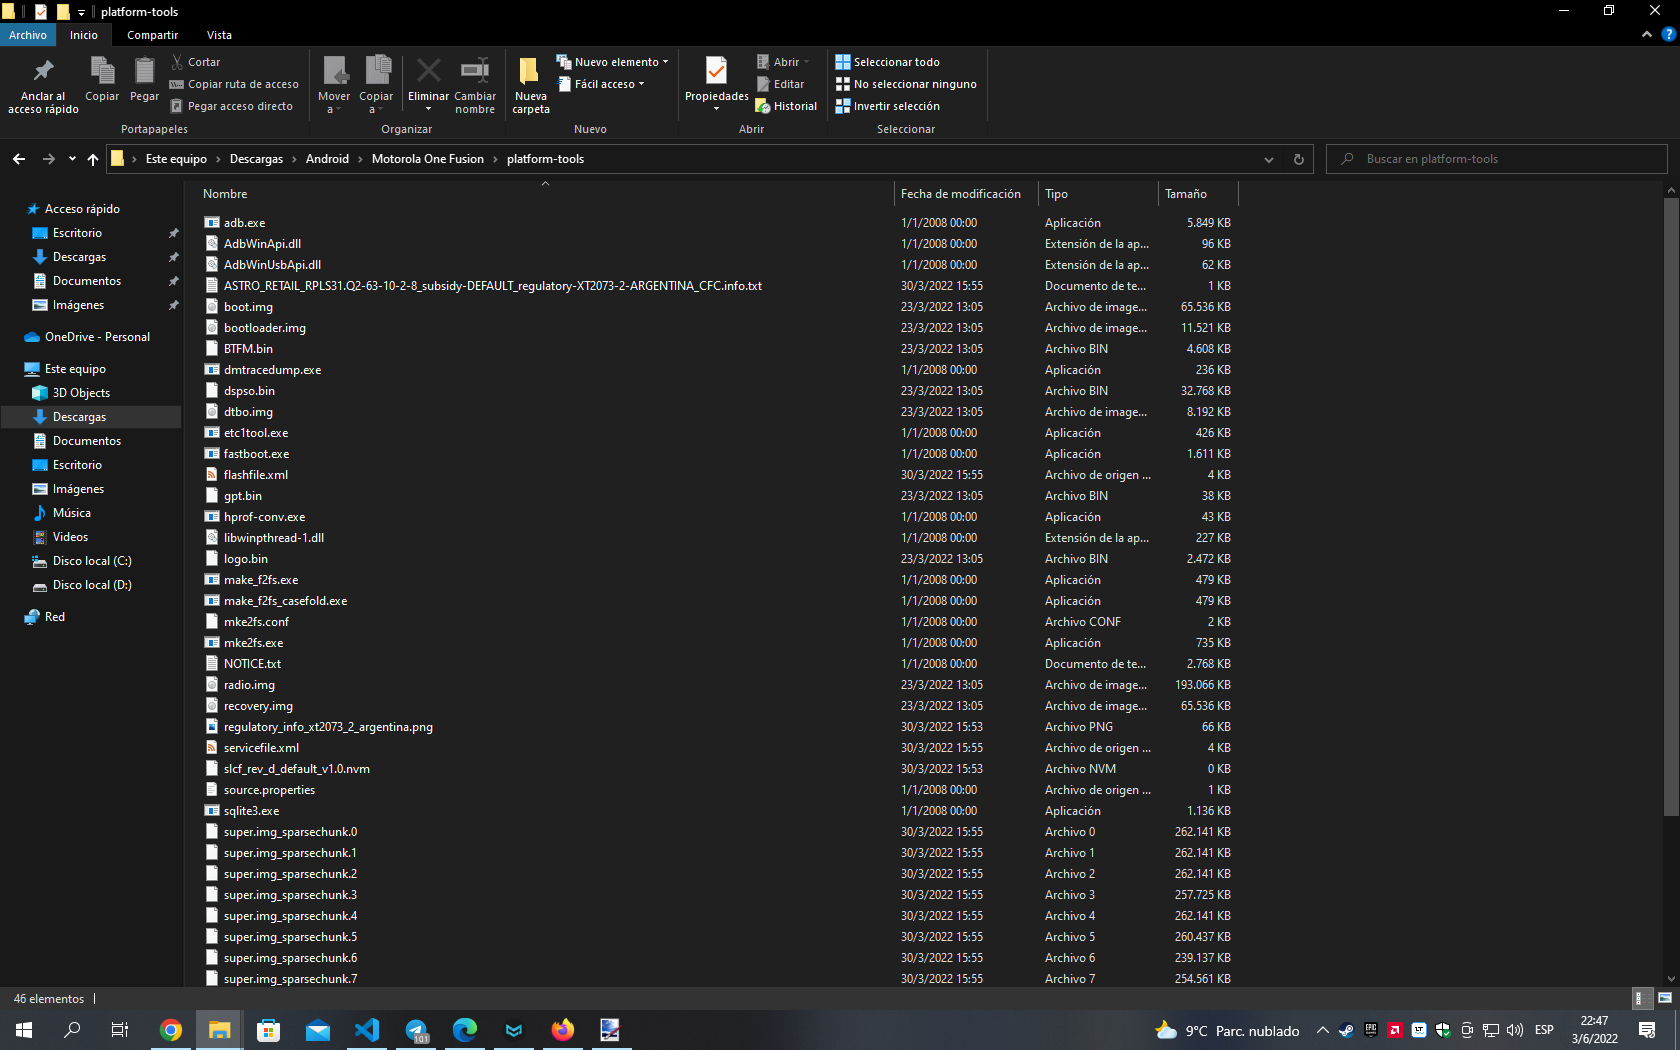 platform-tools
Archivo Inicio Compartir Vista
Anclar al acceso rápido
Copiar
Pegar
Cortar
Copiar ruta de acceso
Pegar acceso directo
Portapapeles
Mover a
Copiar a
Eliminar
Cambiar nombre
Organizar
Nueva carpeta
Nuevo elemento
Fácil acceso
Nuevo
Propiedades
Abrir
Editar
Historial
Abrir
Seleccionar todo
No seleccionar ninguno
Invertir selección
Seleccionar
Este equipo > Descargas > Android > Motorola One Fusion > platform-tools
Buscar en platform-tools
Acceso rápido
Escritorio
Descargas
Documentos
Imágenes
OneDrive - Personal
Este equipo
3D Objects
Descargas
Documentos
Escritorio
Imágenes
Música
Videos
Disco local (C:)
Disco local (D:)
Red
Nombre Fecha de modificación Tipo Tamaño
adb.exe 1/1/2008 00:00 Aplicación 5.849 KB
AdbWinApi.dll 1/1/2008 00:00 Extensión de la ap... 96 KB
AdbWinUsbApi.dll 1/1/2008 00:00 Extensión de la ap... 62 KB
ASTRO_RETAIL_RPLS31.Q2-63-10-2-8_subsidy-DEFAULT_regulatory-XT2073-2-ARGENTINA_CFC.info.txt 30/3/2022 15:55 Documento de te... 1 KB
boot.img 23/3/2022 13:05 Archivo de image... 65.536 KB
bootloader.img 23/3/2022 13:05 Archivo de image... 11.521 KB
BTFM.bin 23/3/2022 13:05 Archivo BIN 4.608 KB
dmtracedump.exe 1/1/2008 00:00 Aplicación 236 KB
dspso.bin 23/3/2022 13:05 Archivo BIN 32.768 KB
dtbo.img 23/3/2022 13:05 Archivo de image... 8.192 KB
etc1tool.exe 1/1/2008 00:00 Aplicación 426 KB
fastboot.exe 1/1/2008 00:00 Aplicación 1.611 KB
flashfile.xml 30/3/2022 15:55 Archivo de origen ... 4 KB
gpt.bin 23/3/2022 13:05 Archivo BIN 38 KB
hprof-conv.exe 1/1/2008 00:00 Aplicación 43 KB
libwinpthread-1.dll 1/1/2008 00:00 Extensión de la ap... 227 KB
logo.bin 23/3/2022 13:05 Archivo BIN 2.472 KB
make_f2fs.exe 1/1/2008 00:00 Aplicación 479 KB
make_f2fs_casefold.exe 1/1/2008 00:00 Aplicación 479 KB
mke2fs.conf 1/1/2008 00:00 Archivo CONF 2 KB
mke2fs.exe 1/1/2008 00:00 Aplicación 735 KB
NOTICE.txt 1/1/2008 00:00 Documento de te... 2.768 KB
radio.img 23/3/2022 13:05 Archivo de image... 193.066 KB
recovery.img 23/3/2022 13:05 Archivo de image... 65.536 KB
regulatory_info_xt2073_2_argentina.png 30/3/2022 15:53 Archivo PNG 66 KB
servicefile.xml 30/3/2022 15:55 Archivo de origen ... 4 KB
slcf_rev_d_default_v1.0.nvm 30/3/2022 15:53 Archivo NVM 0 KB
source.properties 1/1/2008 00:00 Archivo de origen ... 1 KB
sqlite3.exe 1/1/2008 00:00 Aplicación 1.136 KB
super.img_sparsechunk.0 30/3/2022 15:55 Archivo 0 262.141 KB
super.img_sparsechunk.1 30/3/2022 15:55 Archivo 1 262.141 KB
super.img_sparsechunk.2 30/3/2022 15:55 Archivo 2 262.141 KB
super.img_sparsechunk.3 30/3/2022 15:55 Archivo 3 257.725 KB
super.img_sparsechunk.4 30/3/2022 15:55 Archivo 4 262.141 KB
super.img_sparsechunk.5 30/3/2022 15:55 Archivo 5 260.437 KB
super.img_sparsechunk.6 30/3/2022 15:55 Archivo 6 239.137 KB
super.img_sparsechunk.7 30/3/2022 15:55 Archivo 7 254.561 KB
46 elementos
101
9°C Parc. nublado
ESP
22:47
3/6/2022